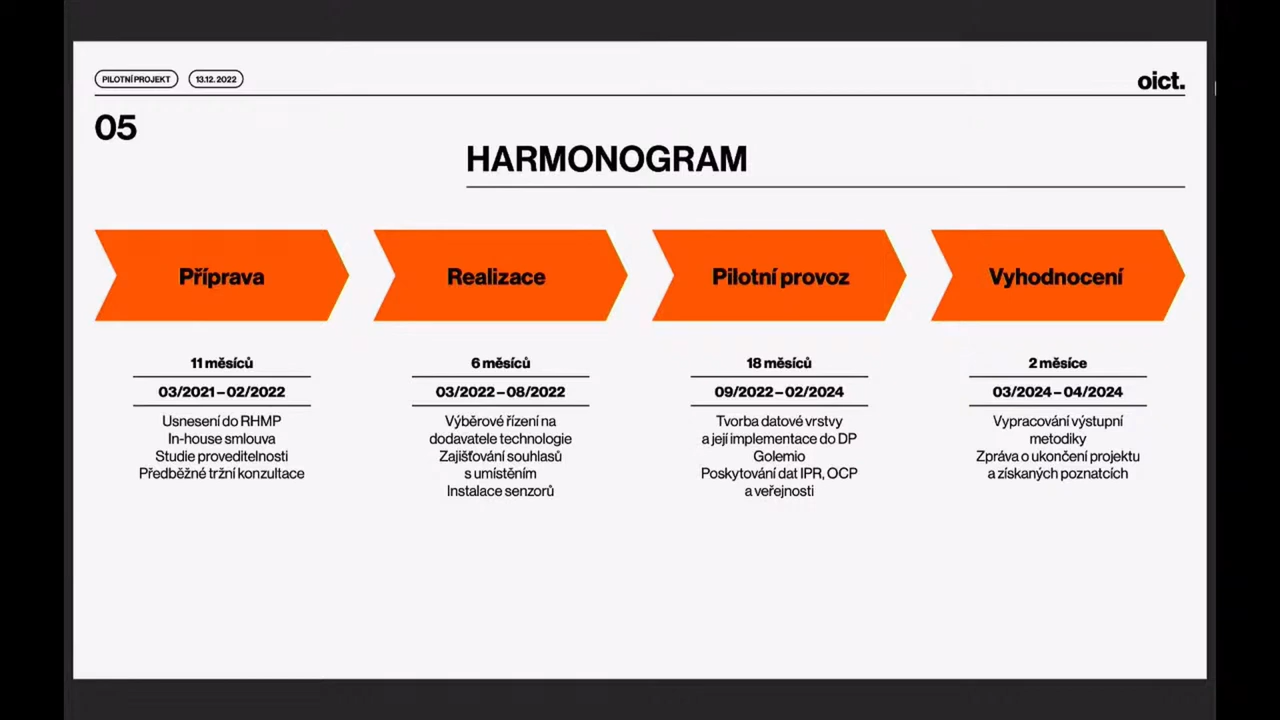 PILOTNÍ PROJEKT
13.12.2022
oict.
05
HARMONOGRAM
Příprava
Realizace
Pilotní provoz
Vyhodnocení
11 měsíců
03/2021 – 02/2022
Usnesení do RHMP
In-house smlouva
Studie proveditelnosti
Předběžné tržní konzultace
6 měsíců
03/2022 – 08/2022
Výběrové řízení na
dodavatele technologie
Zajišťování souhlasů
s umístěním
Instalace senzorů
18 měsíců
09/2022 – 02/2024
Tvorba datové vrstvy
a její implementace do DP
Golemio
Poskytování dat IPR, OCP
a veřejnosti
2 měsíce
03/2024 – 04/2024
Vypracování výstupní
metodiky
Zpráva o ukončení projektu
a získaných poznatcích